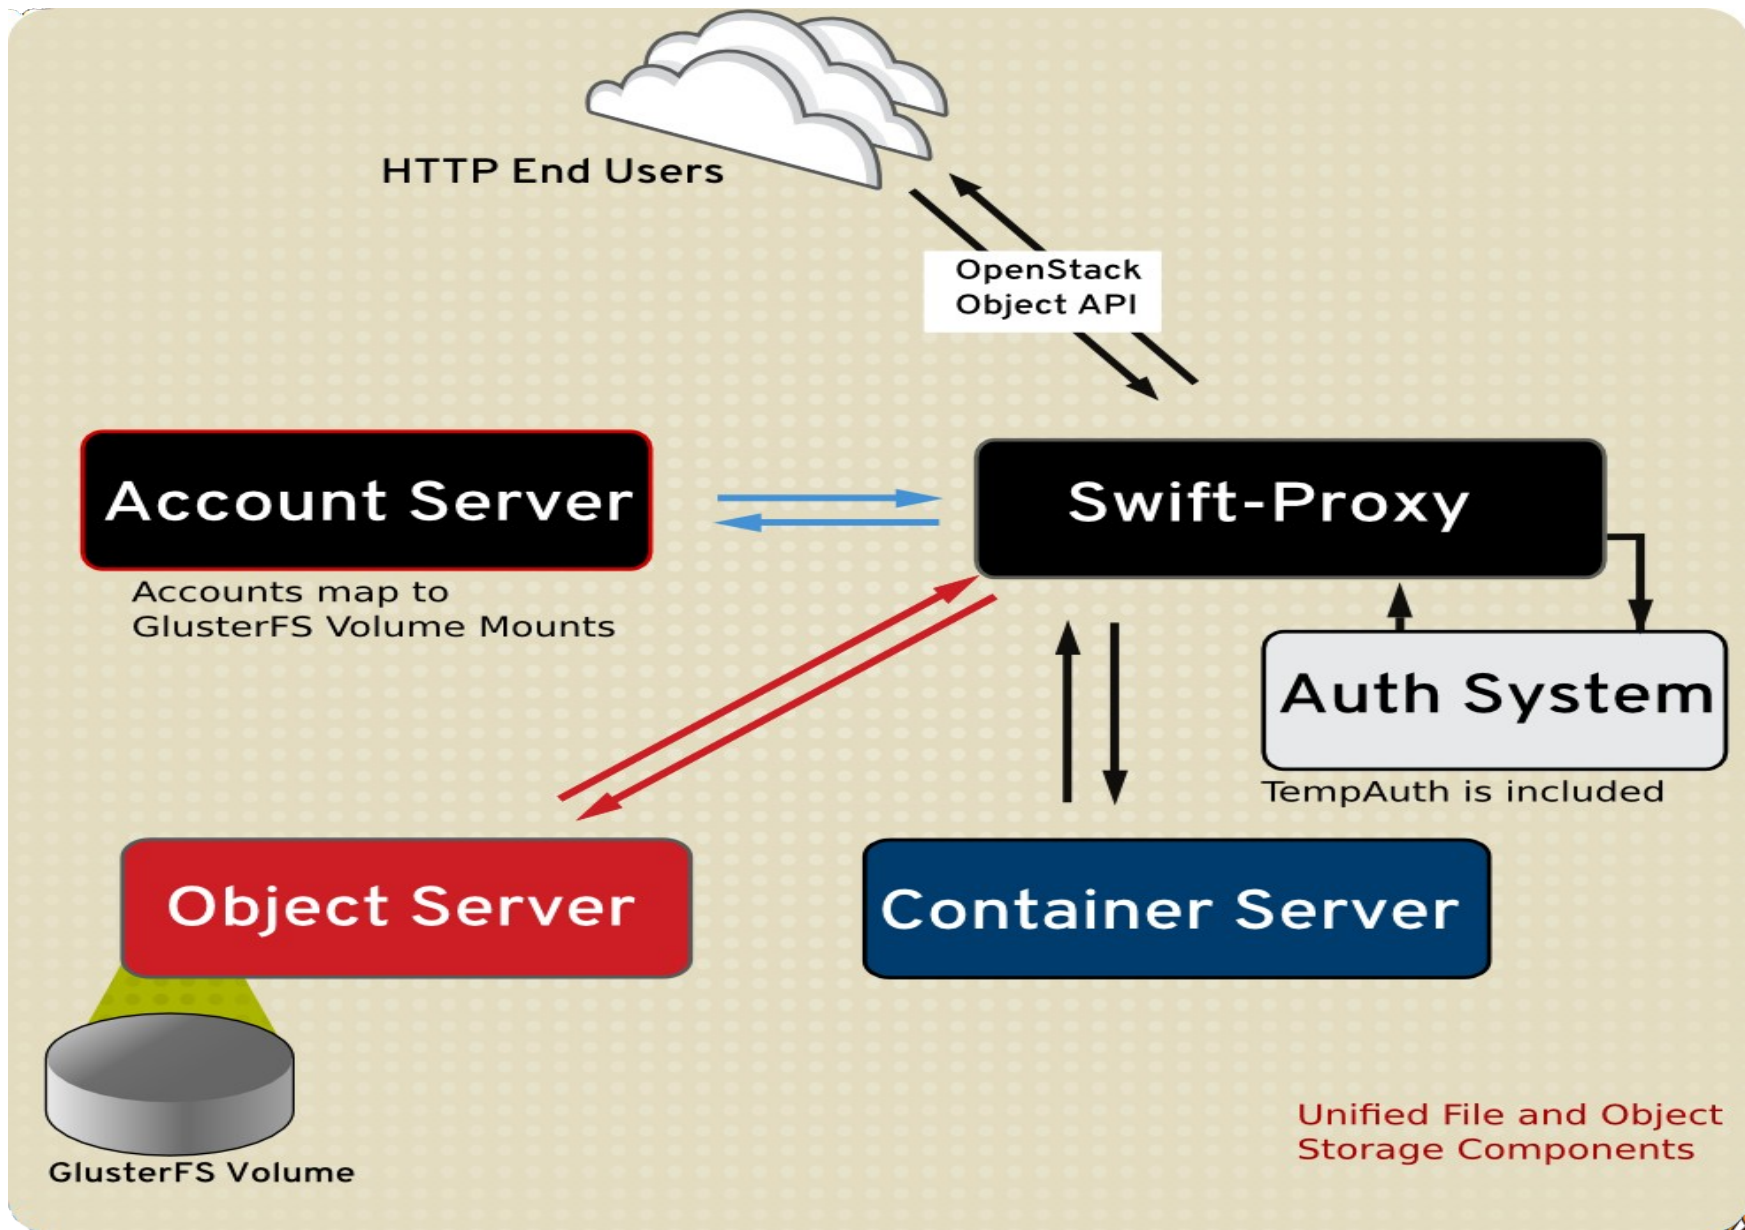 HTTP End Users
OpenStack
Object API
Account Server
Swift-Proxy
Accounts map to
GlusterFS Volume Mounts
Auth System
TempAuth is included
Object Server
Container Server
Unified File and Object
Storage Components
GlusterFS Volume